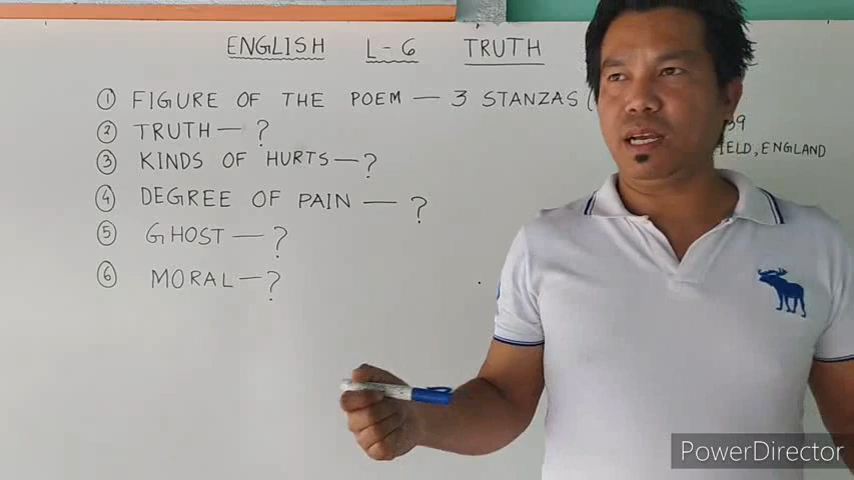 ENGLISH L-6 TRUTH
① FIGURE OF THE POEM — 3 STANZAS (
② TRUTH — ?
③ KINDS OF HURTS — ?
④ DEGREE OF PAIN — ?
⑤ GHOST — ?
⑥ MORAL — ?
39
IELD, ENGLAND
PowerDirector